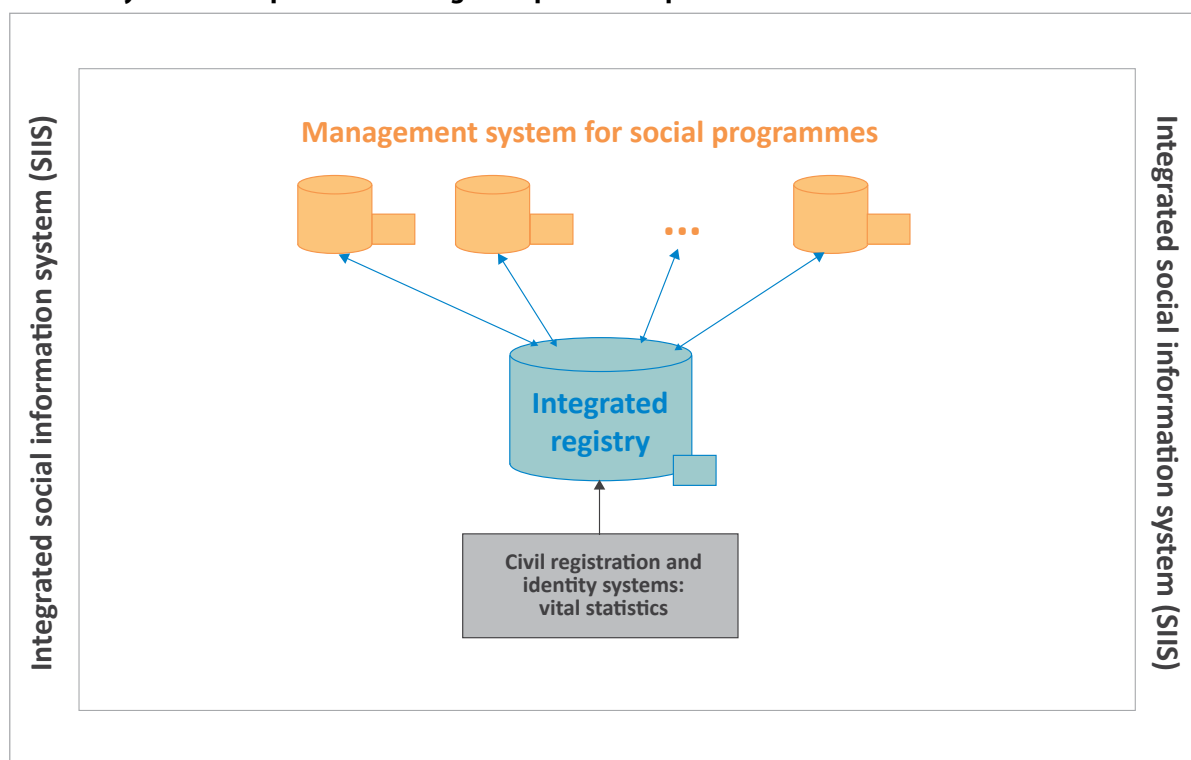 Management system for social programmes
...
Integrated
registry
Civil registration and
identity systems:
vital statistics
Integrated social information system (SIIS)
Integrated social information system (SIIS)